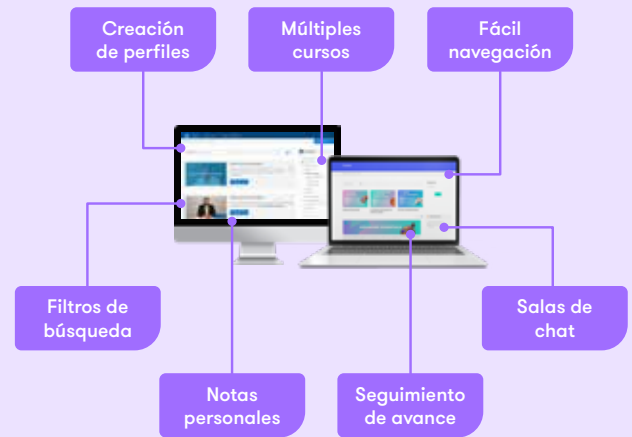 Creación
de perfiles
Múltiples
cursos
Fácil
navegación
Filtros de
búsqueda
Salas de
chat
Notas
personales
Seguimiento
de avance